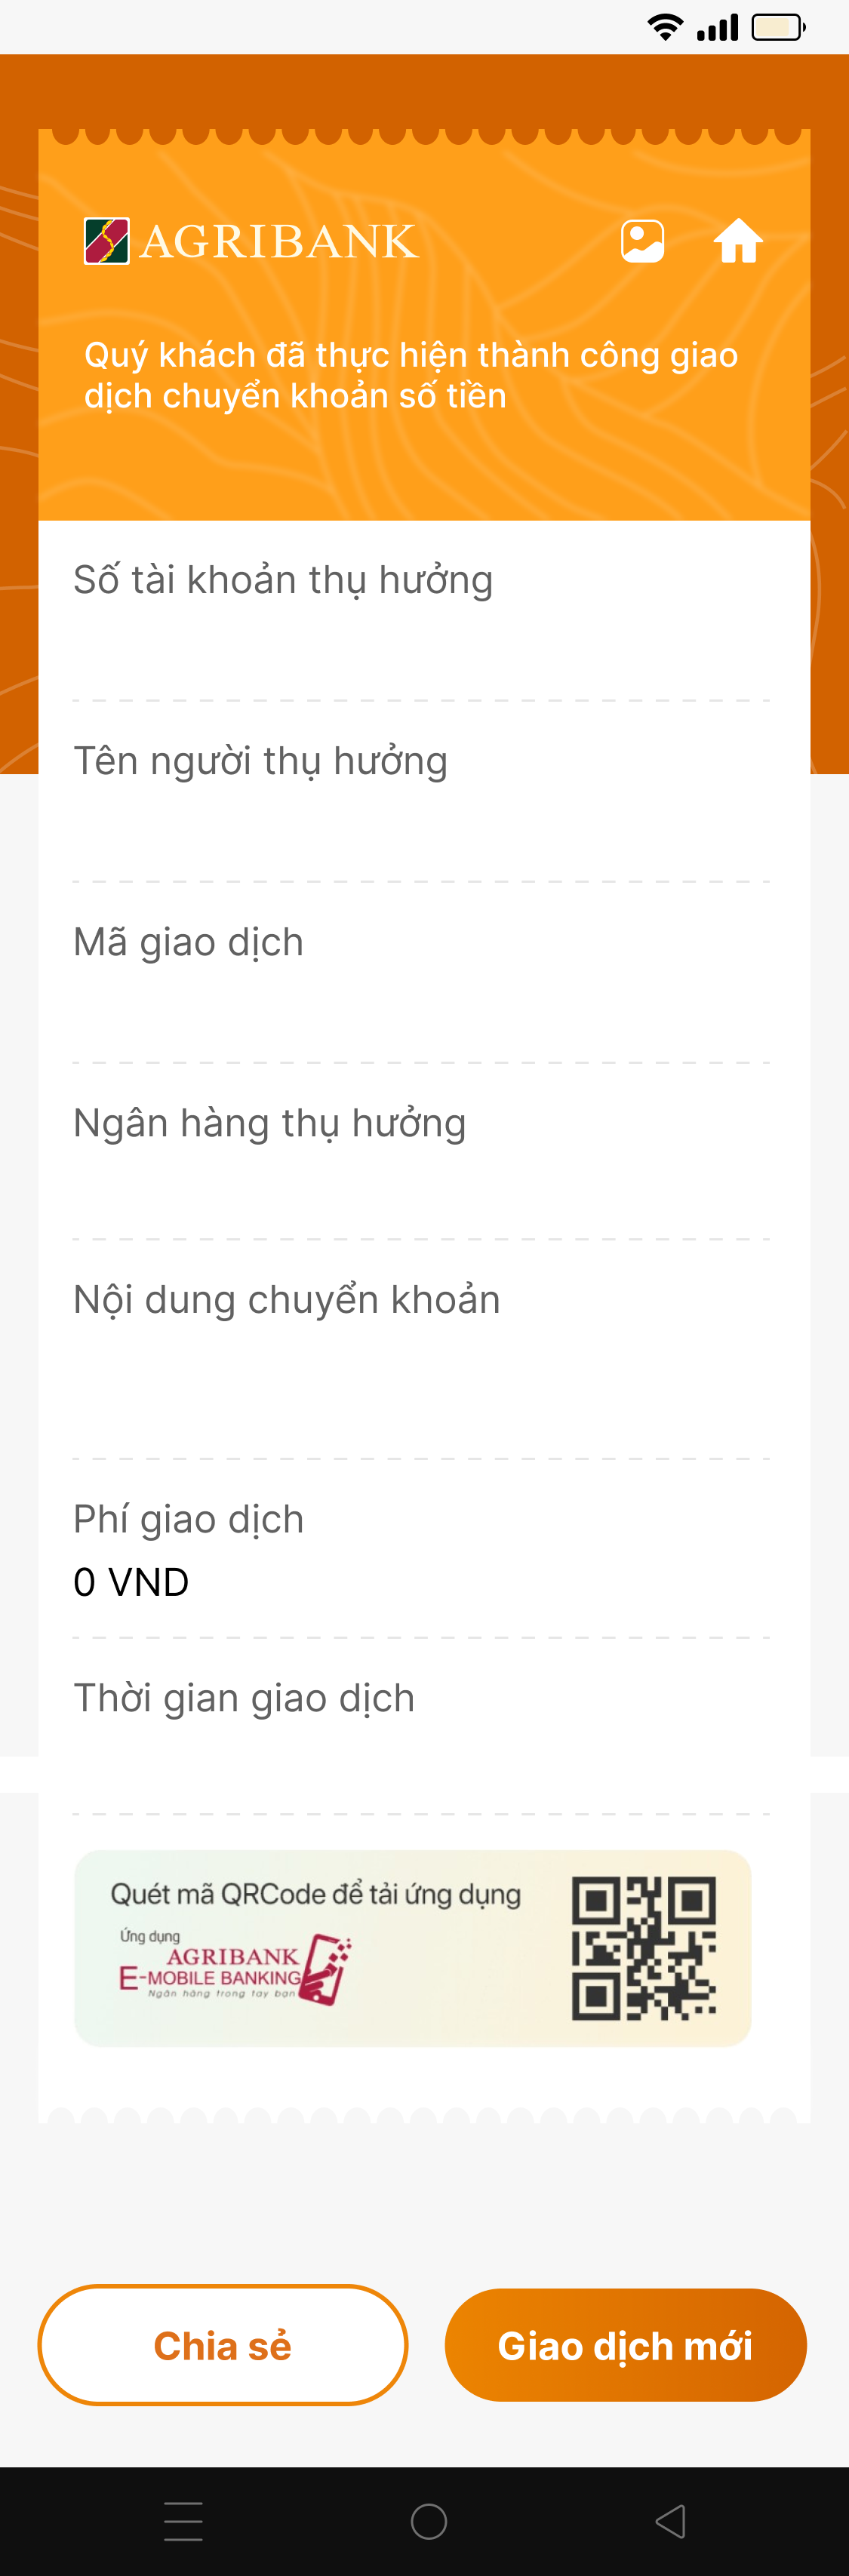 AGRIBANK
Quý khách đã thực hiện thành công giao
dịch chuyển khoản số tiền
Số tài khoản thụ hưởng
Tên người thụ hưởng
Mã giao dịch
Ngân hàng thụ hưởng
Nội dung chuyển khoản
Phí giao dịch
0 VND
Thời gian giao dịch
Quét mã QRCode để tải ứng dụng
Ứng dụng
AGRIBANK
E-MOBILE BANKING
Ngân hàng trong tay bạn
Chia sẻ
Giao dịch mới